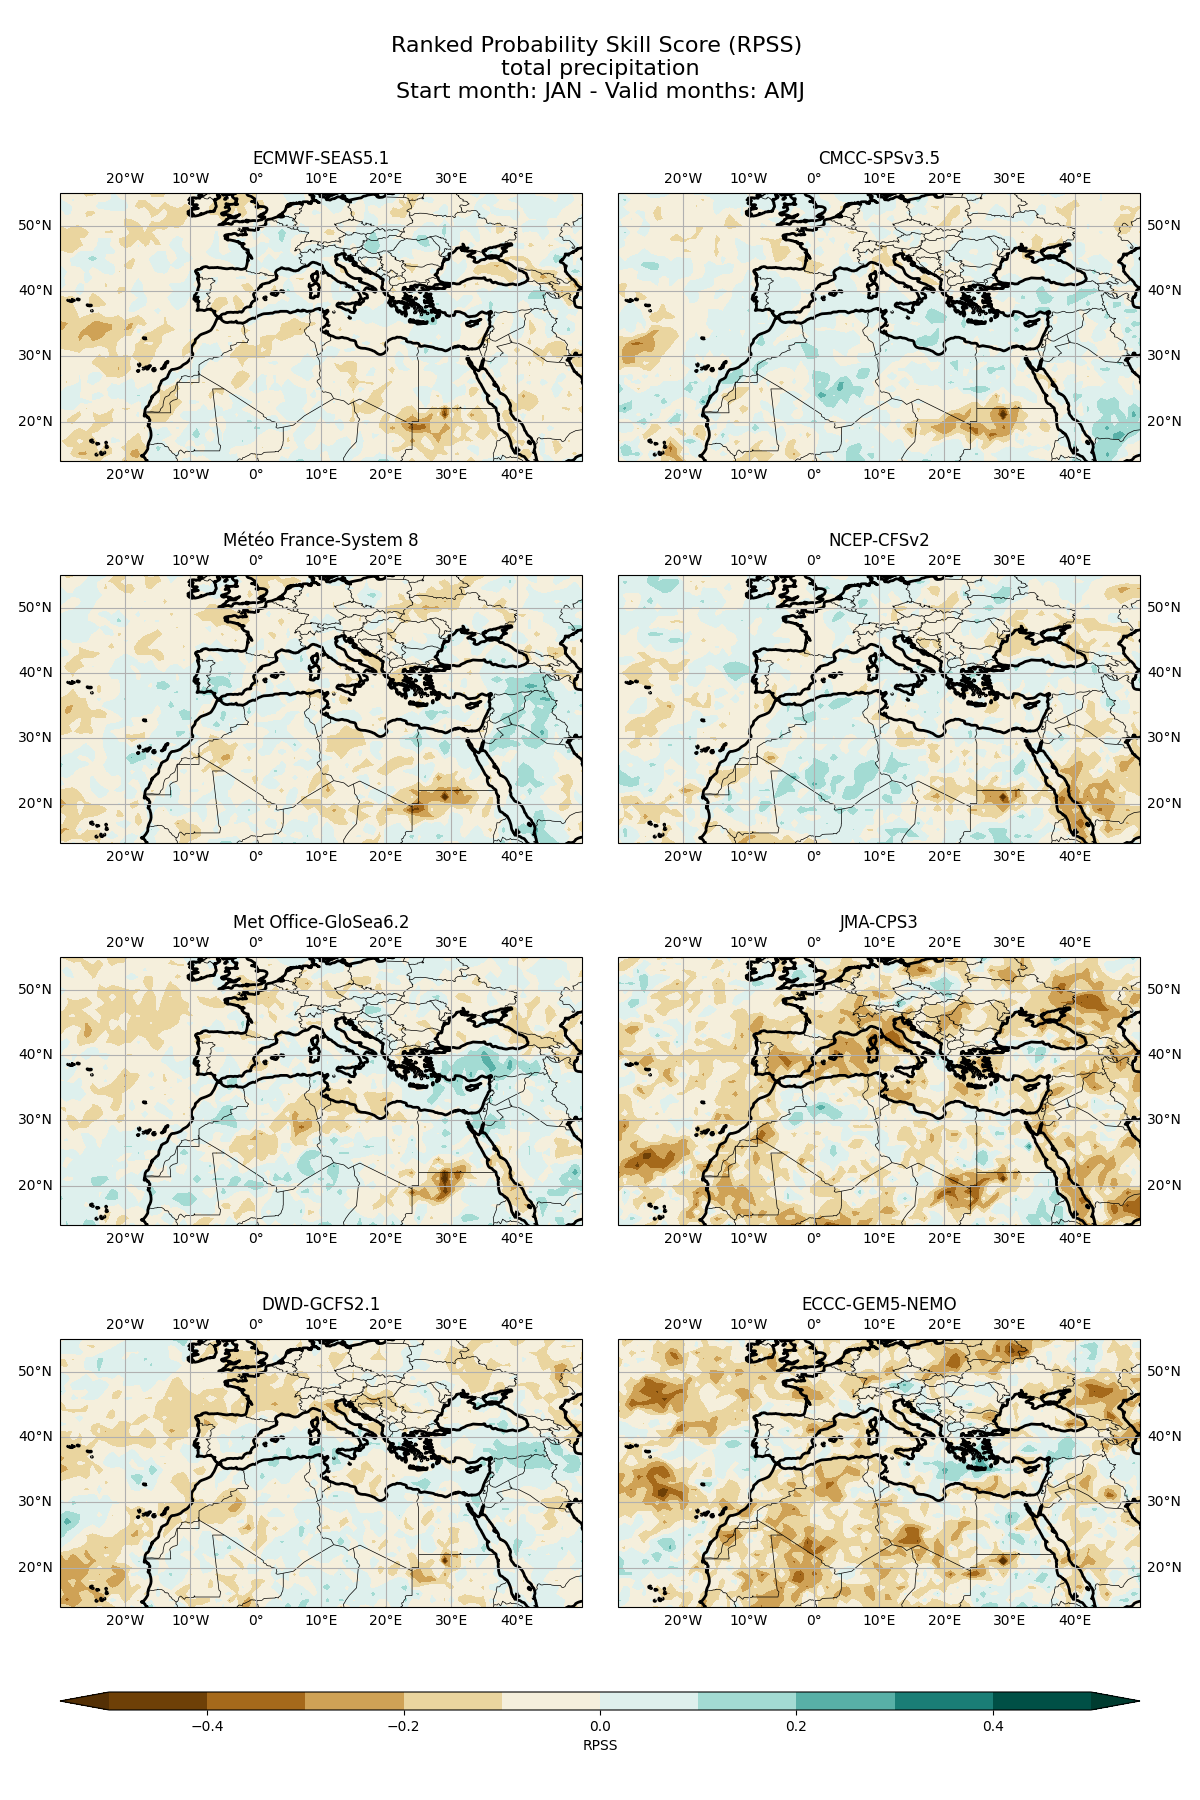 Ranked Probability Skill Score (RPSS)
total precipitation
Start month: JAN - Valid months: AMJ
ECMWF-SEAS5.1
20°W 10°W 0° 10°E 20°E 30°E 40°E
50°N
40°N
30°N
20°N
20°W 10°W 0° 10°E 20°E 30°E 40°E
CMCC-SPSv3.5
20°W 10°W 0° 10°E 20°E 30°E 40°E
50°N
40°N
30°N
20°N
20°W 10°W 0° 10°E 20°E 30°E 40°E
Météo France-System 8
20°W 10°W 0° 10°E 20°E 30°E 40°E
50°N
40°N
30°N
20°N
20°W 10°W 0° 10°E 20°E 30°E 40°E
NCEP-CFSv2
20°W 10°W 0° 10°E 20°E 30°E 40°E
50°N
40°N
30°N
20°N
20°W 10°W 0° 10°E 20°E 30°E 40°E
Met Office-GloSea6.2
20°W 10°W 0° 10°E 20°E 30°E 40°E
50°N
40°N
30°N
20°N
20°W 10°W 0° 10°E 20°E 30°E 40°E
JMA-CPS3
20°W 10°W 0° 10°E 20°E 30°E 40°E
50°N
40°N
30°N
20°N
20°W 10°W 0° 10°E 20°E 30°E 40°E
DWD-GCFS2.1
20°W 10°W 0° 10°E 20°E 30°E 40°E
50°N
40°N
30°N
20°N
20°W 10°W 0° 10°E 20°E 30°E 40°E
ECCC-GEM5-NEMO
20°W 10°W 0° 10°E 20°E 30°E 40°E
50°N
40°N
30°N
20°N
20°W 10°W 0° 10°E 20°E 30°E 40°E
−0.4 −0.2 0.0 0.2 0.4
RPSS